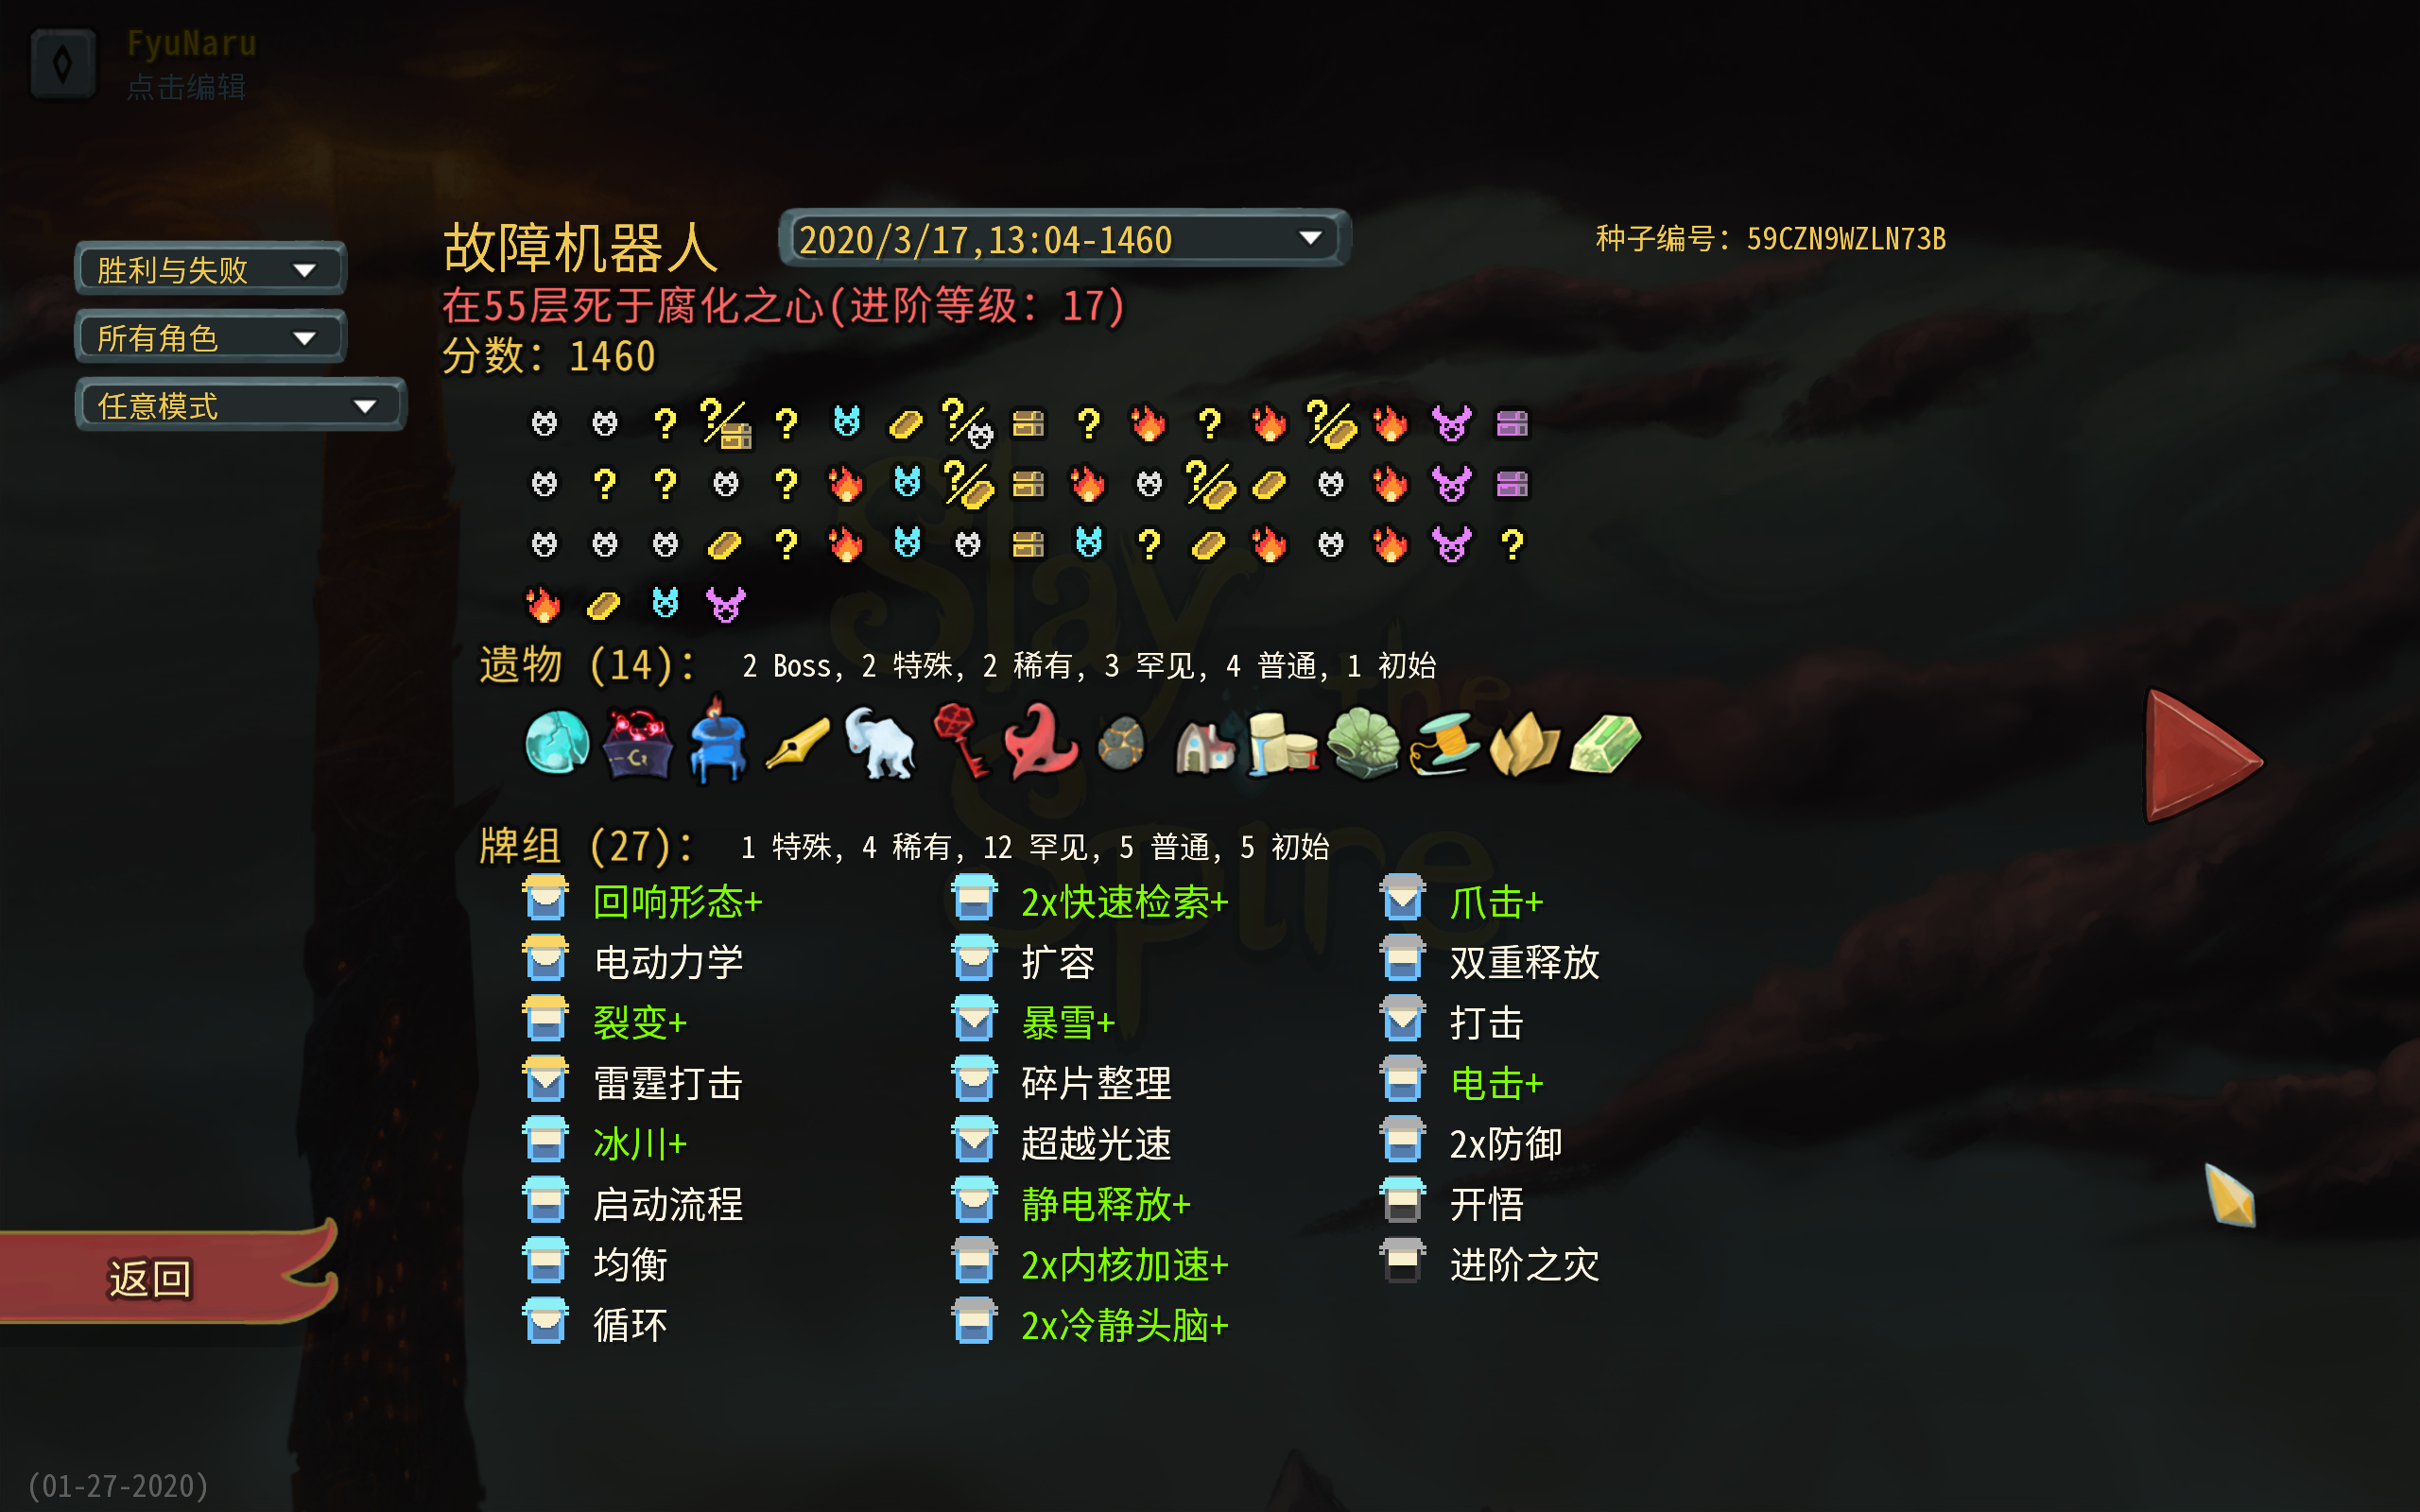 FyuNaru
点击编辑
故障机器人
2020/3/17,13:04-1460
种子编号: 59CZN9WZLN73B
胜利与失败
所有角色
任意模式
在55层死于腐化之心(进阶等级: 17)
分数: 1460
遗物 (14):
2 Boss, 2 特殊, 2 稀有, 3 罕见, 4 普通, 1 初始
牌组 (27):
1 特殊, 4 稀有, 12 罕见, 5 普通, 5 初始
回响形态+
电动力学
裂变+
雷霆打击
冰川+
启动流程
均衡
循环
2x快速检索+
扩容
暴雪+
碎片整理
超越光速
静电释放+
2x内核加速+
2x冷静头脑+
爪击+
双重释放
打击
电击+
2x防御
开悟
进阶之灾
返回
Slay
the
Spire
(01-27-2020)